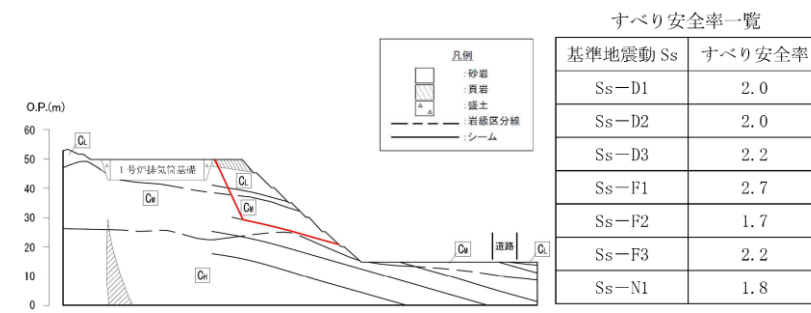 すべり安全率一覧
基準地震動 Ss すべり安全率
Ss－D1 2.0
Ss－D2 2.0
Ss－D3 2.2
Ss－F1 2.7
Ss－F2 1.7
Ss－F3 2.2
Ss－N1 1.8
凡例
:砂岩
:頁岩
:盛土
:岩級区分線
:シーム
O.P.(m)
60
50
40
30
20
10
0
CL
1号炉排気筒基礎
CL
CM
CM
CH
CM
道路
CL